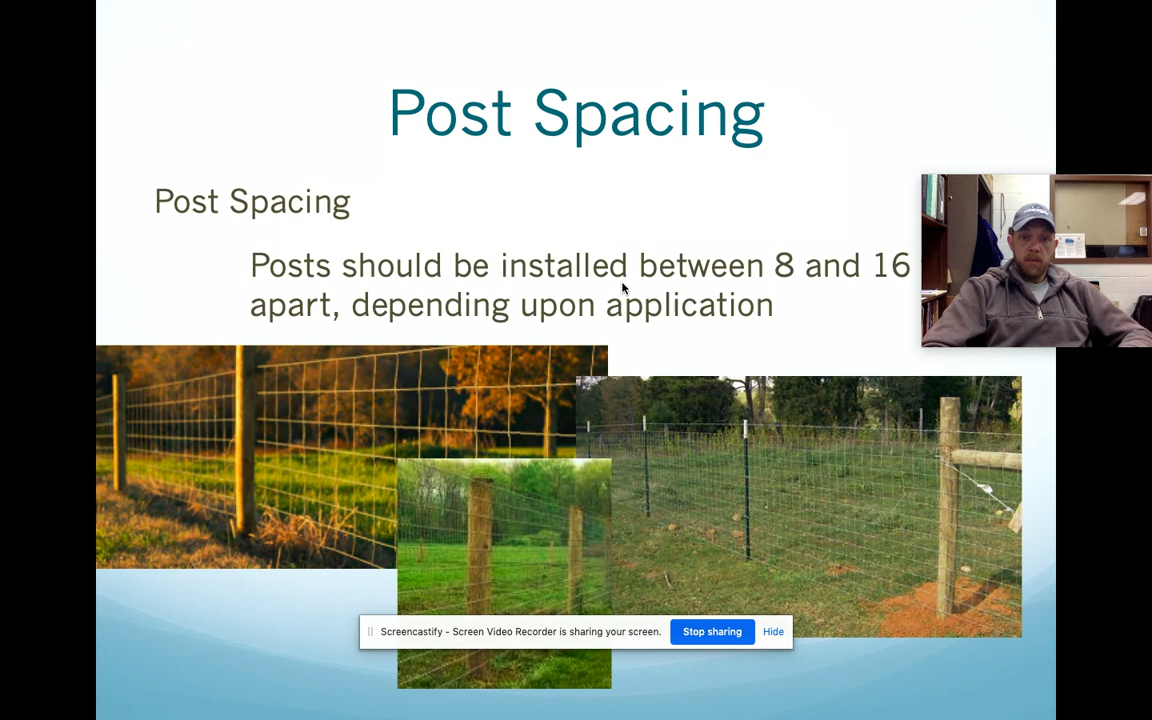 Post Spacing
Post Spacing
Posts should be installed between 8 and 16
apart, depending upon application
Screencastify - Screen Video Recorder is sharing your screen.
Stop sharing
Hide